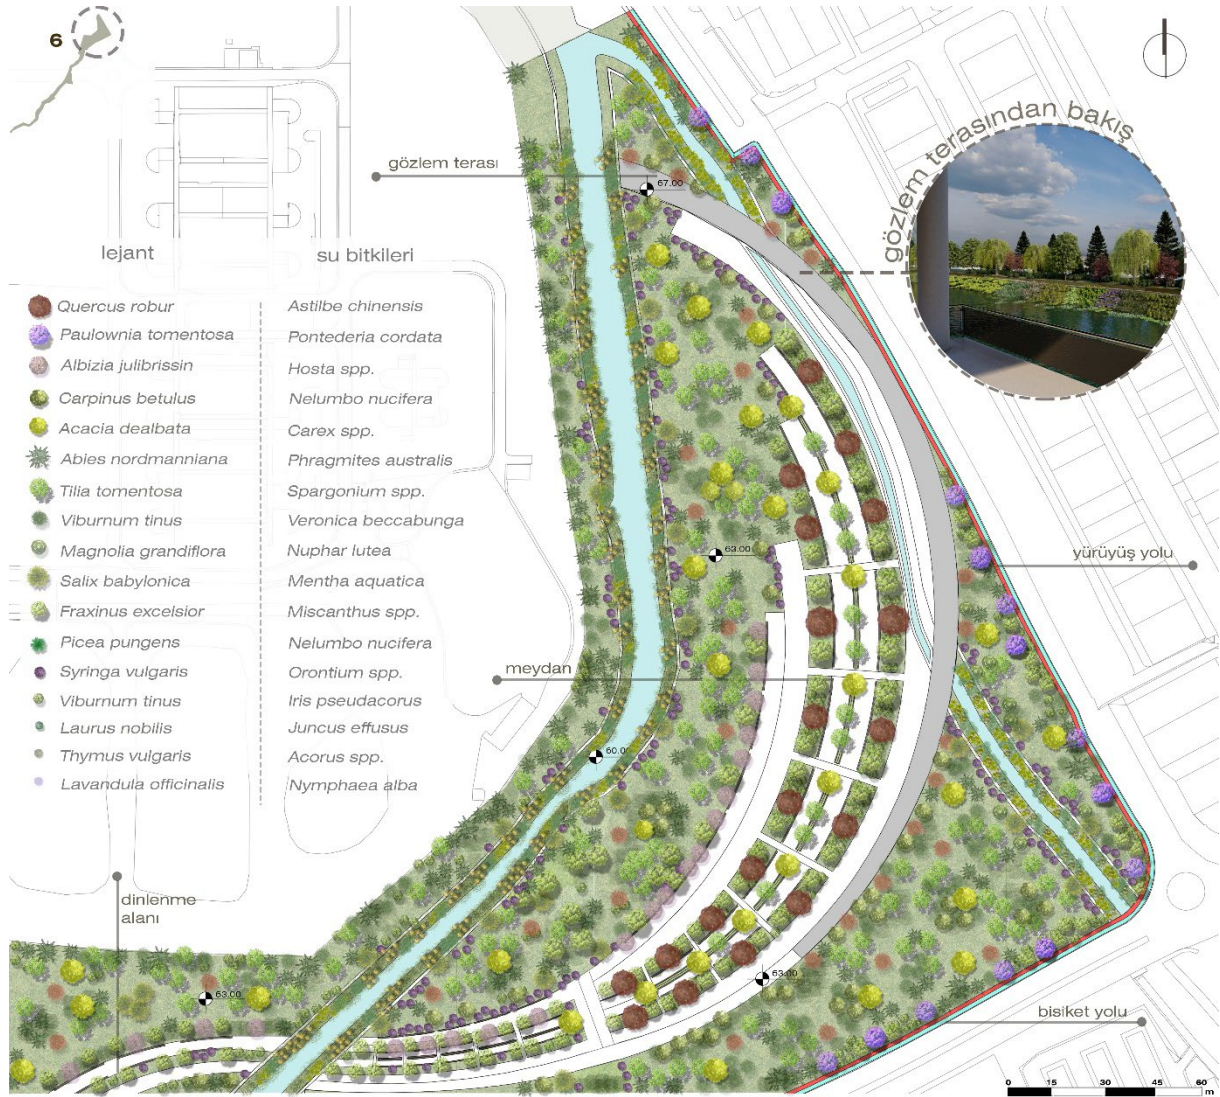 6
gözlem terasından bakış
gözlem terası
67.00
lejant
su bitkileri
Quercus robur
Paulownia tomentosa
Albizia julibrissin
Carpinus betulus
Acacia dealbata
Abies nordmanniana
Tilia tomentosa
Viburnum tinus
Magnolia grandiflora
Salix babylonica
Fraxinus excelsior
Picea pungens
Syringa vulgaris
Viburnum tinus
Laurus nobilis
Thymus vulgaris
Lavandula officinalis
Astilbe chinensis
Pontederia cordata
Hosta spp.
Nelumbo nucifera
Carex spp.
Phragmites australis
Spargonium spp.
Veronica beccabunga
Nuphar lutea
Mentha aquatica
Miscanthus spp.
Nelumbo nucifera
Orontium spp.
Iris pseudacorus
Juncus effusus
Acorus spp.
Nymphaea alba
63.00
yürüyüş yolu
meydan
60.00
dinlenme
alanı
63.00
63.00
bisiket yolu
0 15 30 45 60
m